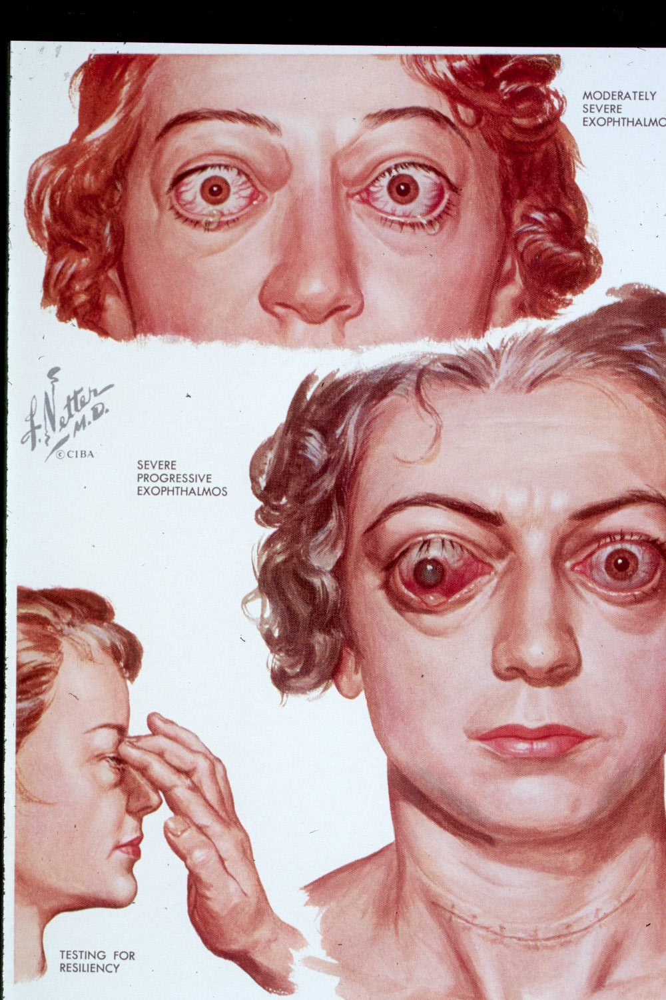 MODERATELY
SEVERE
EXOPHTHALMO
F. Netter
M.D.
©CIBA
SEVERE
PROGRESSIVE
EXOPHTHALMOS
TESTING FOR
RESILIENCY